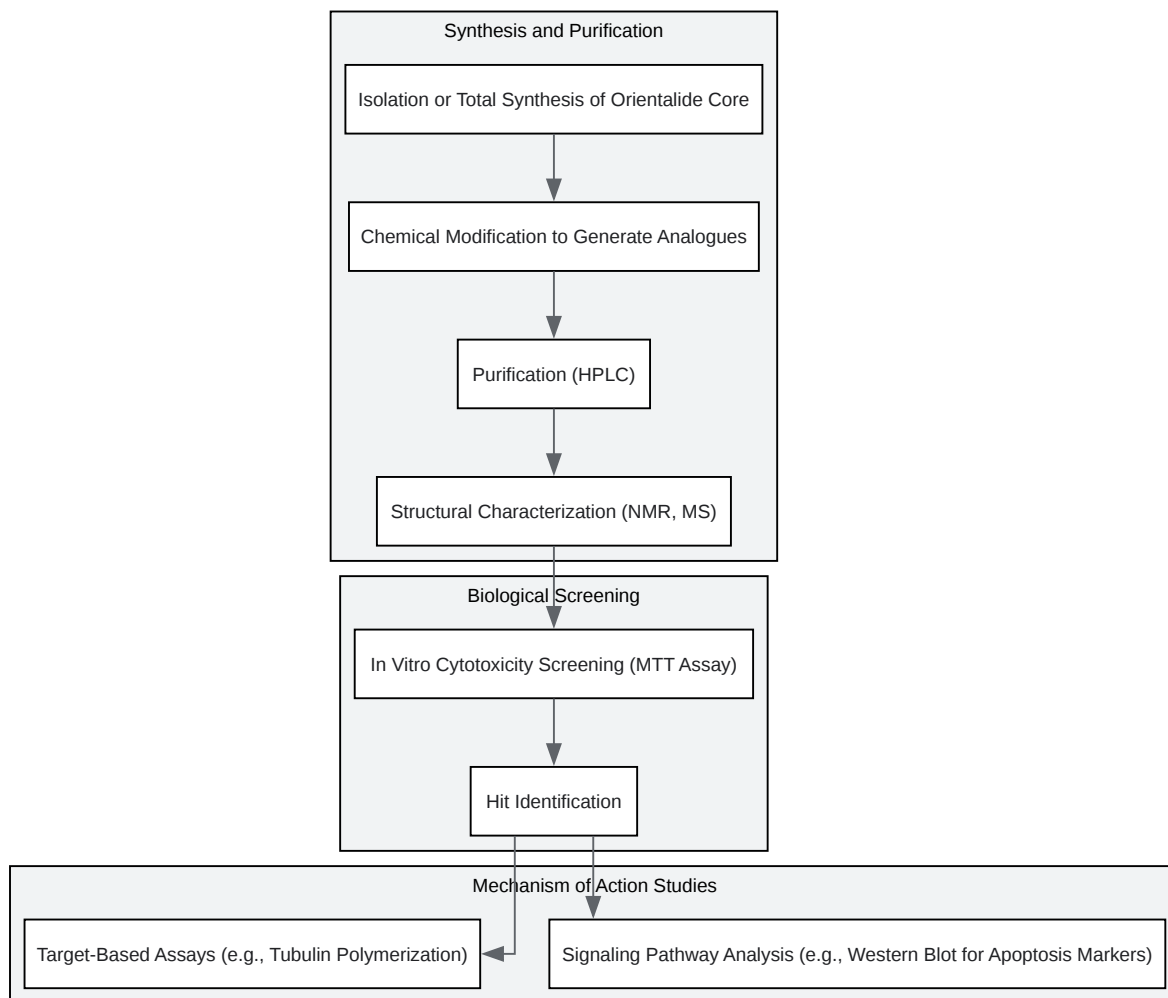 Synthesis and Purification
Isolation or Total Synthesis of Orientalide Core
Chemical Modification to Generate Analogues
Purification (HPLC)
Structural Characterization (NMR, MS)
Biological Screening
In Vitro Cytotoxicity Screening (MTT Assay)
Hit Identification
Mechanism of Action Studies
Target-Based Assays (e.g., Tubulin Polymerization)
Signaling Pathway Analysis (e.g., Western Blot for Apoptosis Markers)